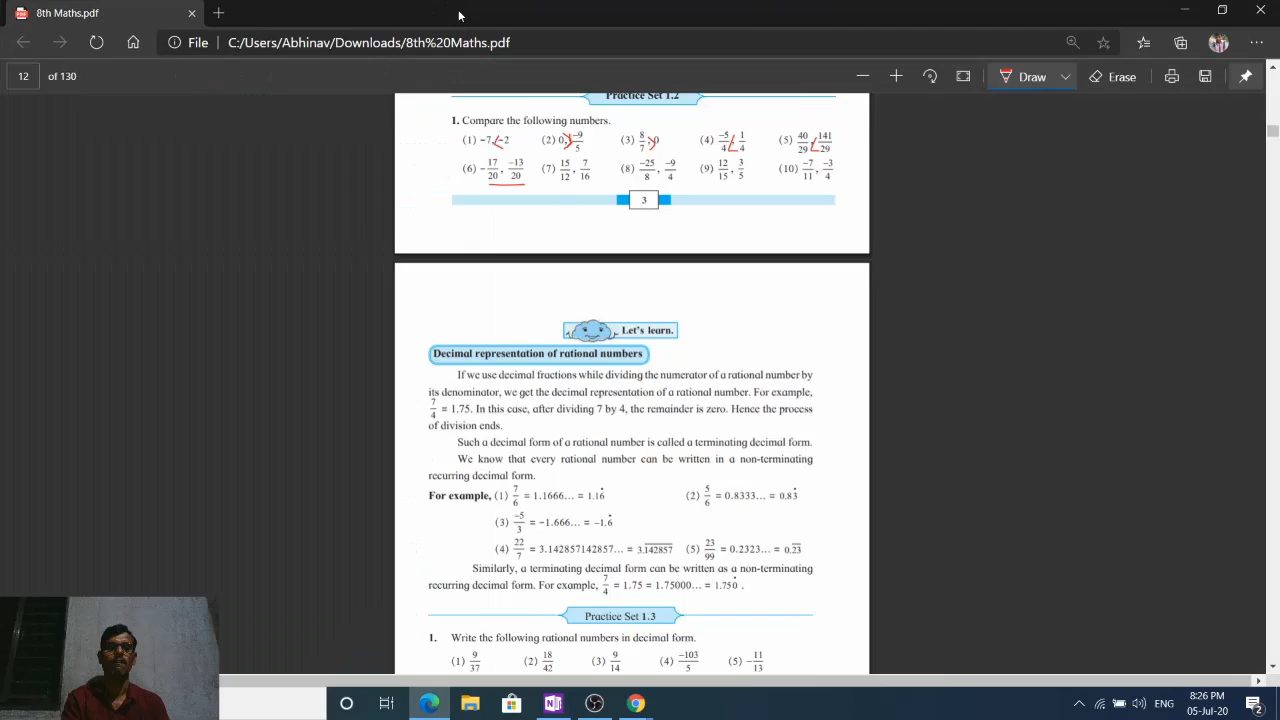 8th Maths.pdf
File C:/Users/Abhinav/Downloads/8th%20Maths.pdf
12 of 130 Draw Erase
Practice Set 1.2
1. Compare the following numbers.
(1) -7, < -2 (2) 0, > -9/5 (3) 8/7, > 0 (4) -5/4, < 1/4 (5) 40/29, < 141/29
(6) -17/20, -13/20 (7) 15/12, 7/16 (8) -25/8, -9/4 (9) 12/15, 3/5 (10) -7/11, -3/4
3
Let's learn.
Decimal representation of rational numbers
If we use decimal fractions while dividing the numerator of a rational number by
its denominator, we get the decimal representation of a rational number. For example,
7/4 = 1.75. In this case, after dividing 7 by 4, the remainder is zero. Hence the process
of division ends.
Such a decimal form of a rational number is called a terminating decimal form.
We know that every rational number can be written in a non-terminating
recurring decimal form.
For example, (1) 7/6 = 1.1666... = 1.16̇ (2) 5/6 = 0.8333... = 0.83̇
(3) -5/3 = -1.666... = -1.6̇
(4) 22/7 = 3.142857142857... = 3.1̅4̅2̅8̅5̅7̅ (5) 23/99 = 0.2323... = 0.2̅3̅
Similarly, a terminating decimal form can be written as a non-terminating
recurring decimal form. For example, 7/4 = 1.75 = 1.75000... = 1.750̇ .
Practice Set 1.3
1. Write the following rational numbers in decimal form.
(1) 9/37 (2) 18/42 (3) 9/14 (4) -103/5 (5) -11/13
8:26 PM
05-Jul-20